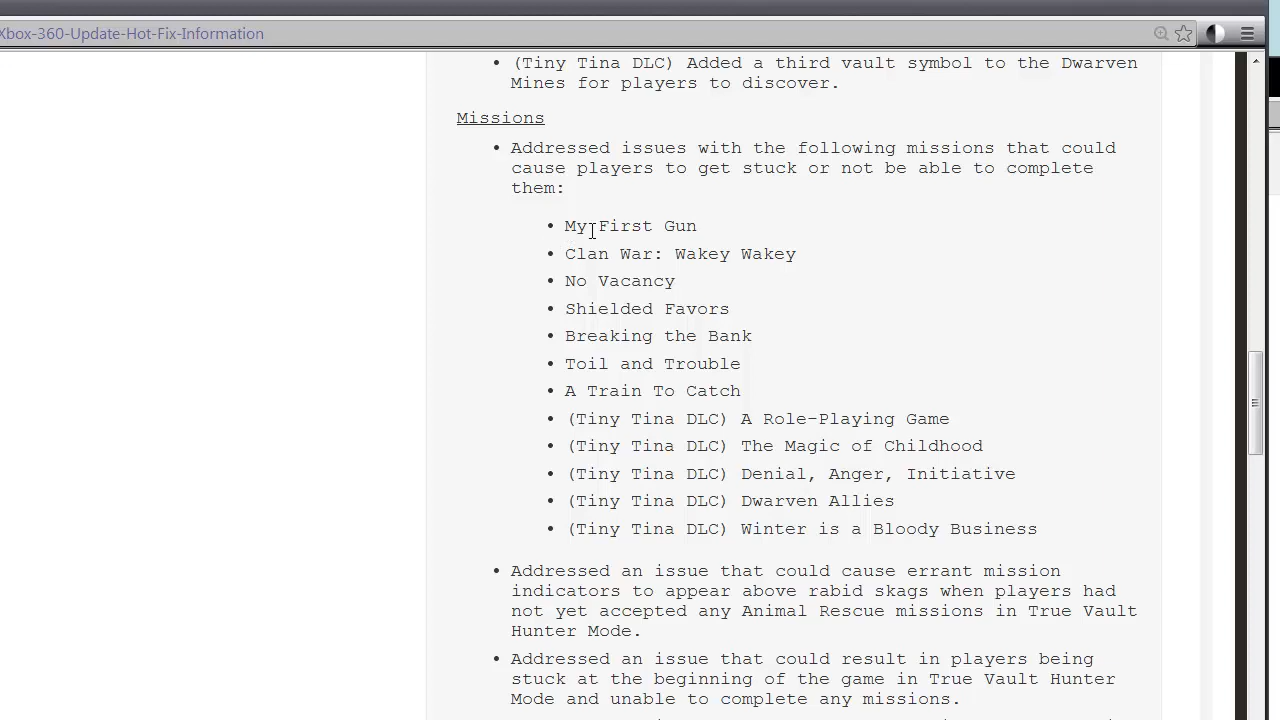 Xbox-360-Update-Hot-Fix-Information
• (Tiny Tina DLC) Added a third vault symbol to the Dwarven
Mines for players to discover.
Missions
• Addressed issues with the following missions that could
cause players to get stuck or not be able to complete
them:
• My First Gun
• Clan War: Wakey Wakey
• No Vacancy
• Shielded Favors
• Breaking the Bank
• Toil and Trouble
• A Train To Catch
• (Tiny Tina DLC) A Role-Playing Game
• (Tiny Tina DLC) The Magic of Childhood
• (Tiny Tina DLC) Denial, Anger, Initiative
• (Tiny Tina DLC) Dwarven Allies
• (Tiny Tina DLC) Winter is a Bloody Business
• Addressed an issue that could cause errant mission
indicators to appear above rabid skags when players had
not yet accepted any Animal Rescue missions in True Vault
Hunter Mode.
• Addressed an issue that could result in players being
stuck at the beginning of the game in True Vault Hunter
Mode and unable to complete any missions.